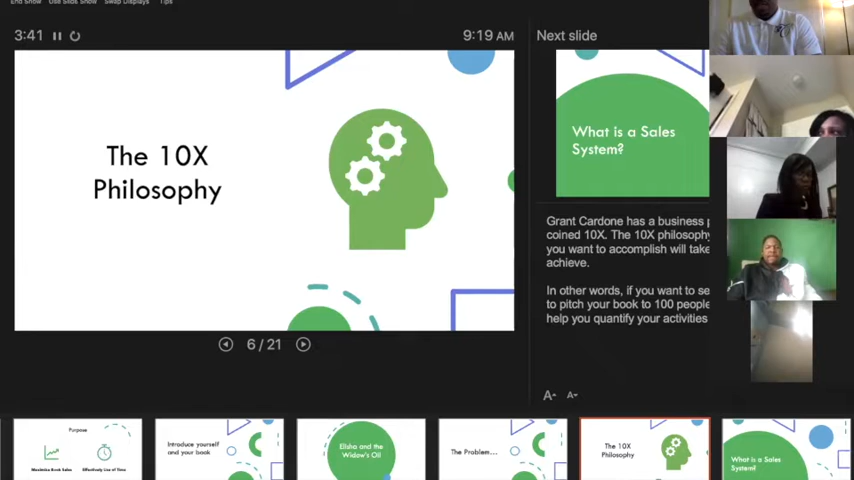 End Show Use Slide Show Swap Displays Tips
3:41
9:19 AM
Next slide
The 10X
Philosophy
What is a Sales
System?
Grant Cardone has a business p
coined 10X. The 10X philosophy
you want to accomplish will take
achieve.
In other words, if you want to se
to pitch your book to 100 people
help you quantify your activities
6 / 21
A A
Purpose
Maximize Book Sales
Effectively Use of Time
Introduce yourself
and your book
Elisha and the
Widow's Oil
The Problem...
The 10X
Philosophy
What is a Sales
System?